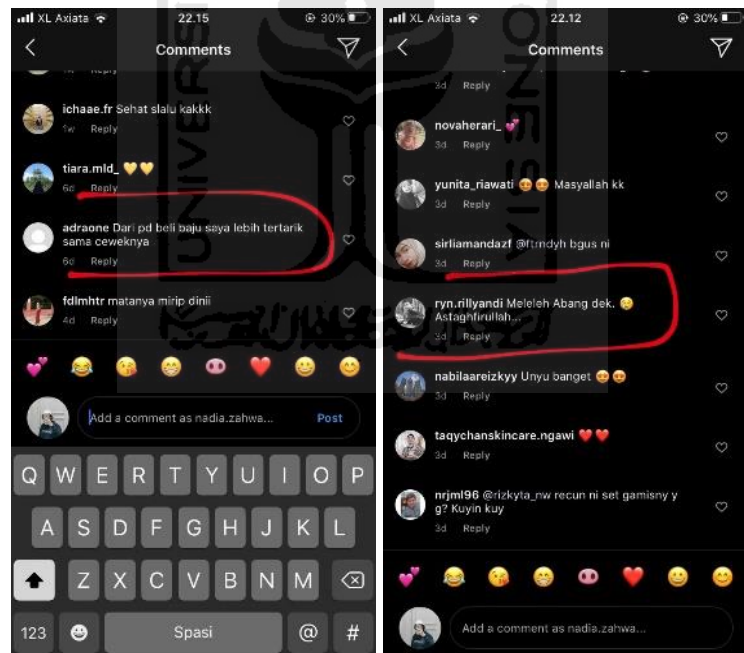 XL Axiata 22.15 30%
Comments
ichaae.fr Sehat slalu kakkk
1w Reply
tiara.mld_ 💛💛
6d Reply
adraone Dari pd beli baju saya lebih tertarik
sama ceweknya
6d Reply
fdlmhtr matanya mirip dinii
4d Reply
Add a comment as nadia.zahwa... Post
Q W E R T Y U I O P
A S D F G H J K L
Z X C V B N M
123 Spasi @ #
XL Axiata 22.12 30%
Comments
3d Reply
novaherari_ 💕
3d Reply
yunita_riawati 😍😍 Masyallah kk
3d Reply
sirliamandazf @ftrndyh bgus ni
3d Reply
ryn.rillyandi Meleleh Abang dek. 🥺
Astaghfirullah...
3d Reply
nabilaareizkyy Unyu banget 😍😍
3d Reply
taqychanskincare.ngawi ❤️❤️
3d Reply
nrjml96 @rizkyta_nw recun ni set gamisny y
g? Kuyin kuy
3d Reply
Add a comment as nadia.zahwa...